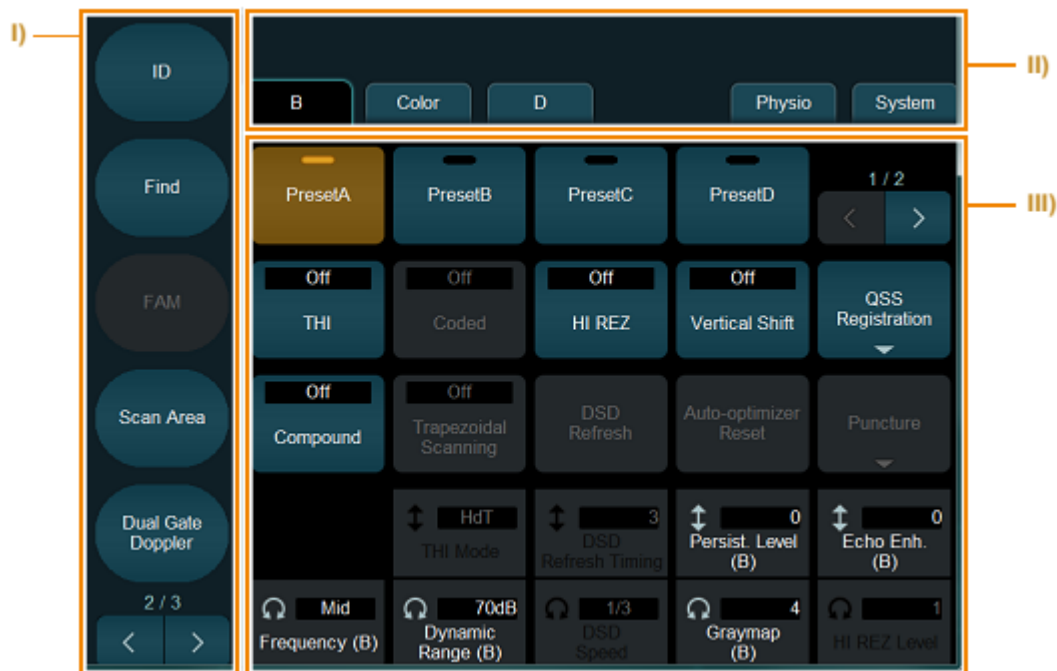 I)
ID
Find
FAM
Scan Area
Dual Gate
Doppler
2 / 3
<
>
II)
B
Color
D
Physio
System
III)
PresetA
PresetB
PresetC
PresetD
1 / 2
<
>
Off
THI
Off
Coded
Off
HI REZ
Off
Vertical Shift
QSS
Registration
Off
Compound
Off
Trapezoidal
Scanning
DSD
Refresh
Auto-optimizer
Reset
Puncture
HdT
THI Mode
3
DSD
Refresh Timing
0
Persist. Level
(B)
0
Echo Enh.
(B)
Mid
Frequency (B)
70dB
Dynamic
Range (B)
1/3
DSD
Speed
4
Graymap
(B)
1
HI REZ Level